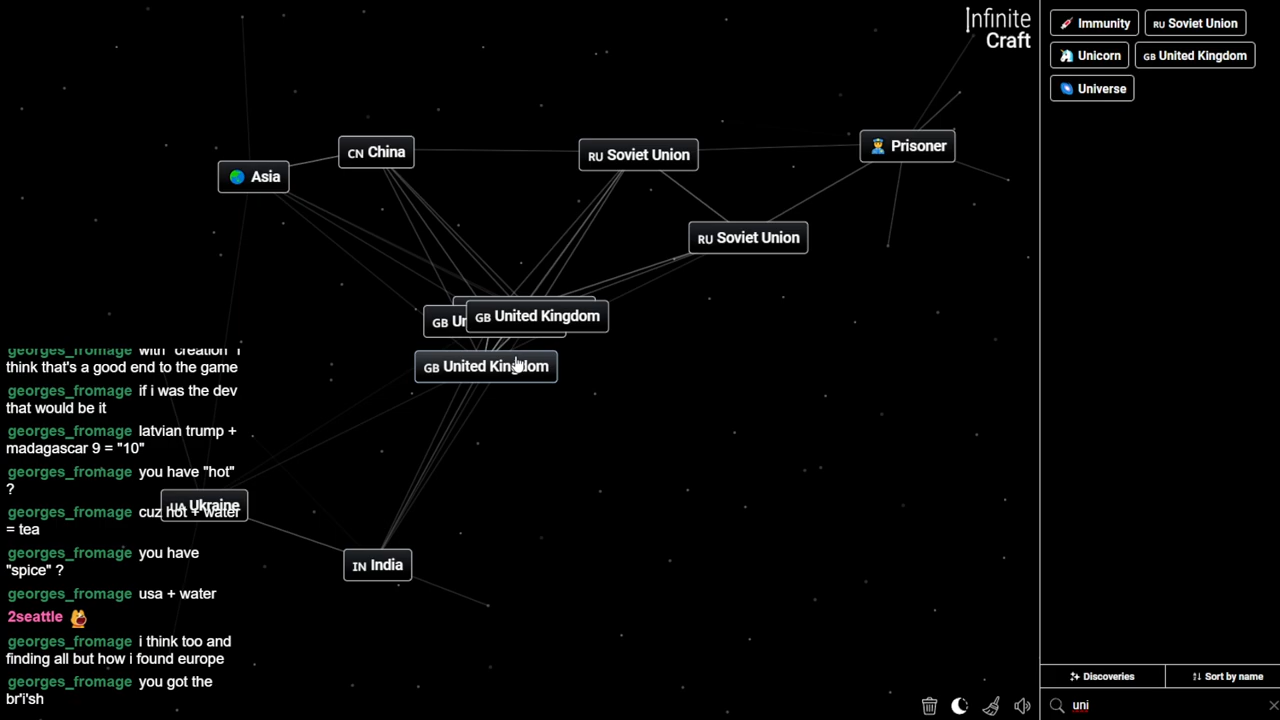 Infinite
Craft
Immunity
RU Soviet Union
Unicorn
GB United Kingdom
Universe
CN China
RU Soviet Union
Prisoner
Asia
RU Soviet Union
GB Un
GB United Kingdom
GB United Kingdom
georges_fromage with "creation" i
think that's a good end to the game
georges_fromage if i was the dev
that would be it
georges_fromage latvian trump +
madagascar 9 = "10"
georges_fromage you have "hot"
?
UA Ukraine
georges_fromage cuz hot + water
= tea
georges_fromage you have
"spice" ?
IN India
georges_fromage usa + water
2seattle
georges_fromage i think too and
finding all but how i found europe
georges_fromage you got the
br'i'sh
Discoveries
Sort by name
uni